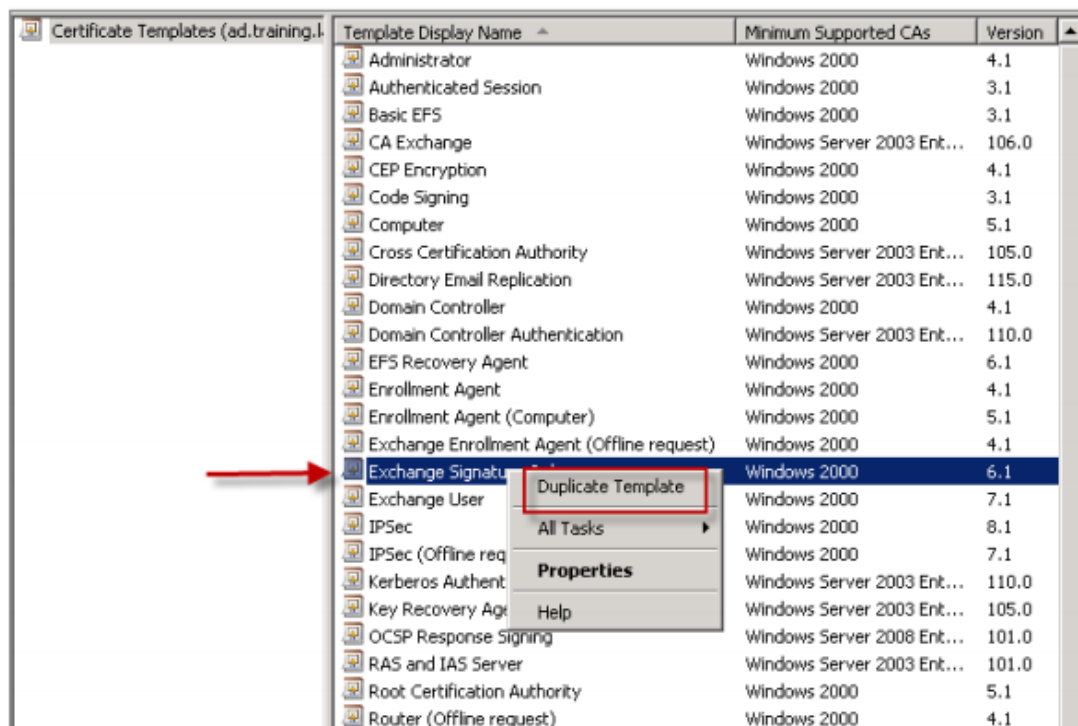 Certificate Templates (ad.training.l
Template Display Name Minimum Supported CAs Version
Administrator Windows 2000 4.1
Authenticated Session Windows 2000 3.1
Basic EFS Windows 2000 3.1
CA Exchange Windows Server 2003 Ent... 106.0
CEP Encryption Windows 2000 4.1
Code Signing Windows 2000 3.1
Computer Windows 2000 5.1
Cross Certification Authority Windows Server 2003 Ent... 105.0
Directory Email Replication Windows Server 2003 Ent... 115.0
Domain Controller Windows 2000 4.1
Domain Controller Authentication Windows Server 2003 Ent... 110.0
EFS Recovery Agent Windows 2000 6.1
Enrollment Agent Windows 2000 4.1
Enrollment Agent (Computer) Windows 2000 5.1
Exchange Enrollment Agent (Offline request) Windows 2000 4.1
Exchange Signatu Windows 2000 6.1
Duplicate Template
Exchange User Windows 2000 7.1
IPSec Windows 2000 8.1
All Tasks
IPSec (Offline req Windows 2000 7.1
Properties
Kerberos Authent Windows Server 2003 Ent... 110.0
Key Recovery Age Windows Server 2003 Ent... 105.0
Help
OCSP Response Signing Windows Server 2008 Ent... 101.0
RAS and IAS Server Windows Server 2003 Ent... 101.0
Root Certification Authority Windows 2000 5.1
Router (Offline request) Windows 2000 4.1